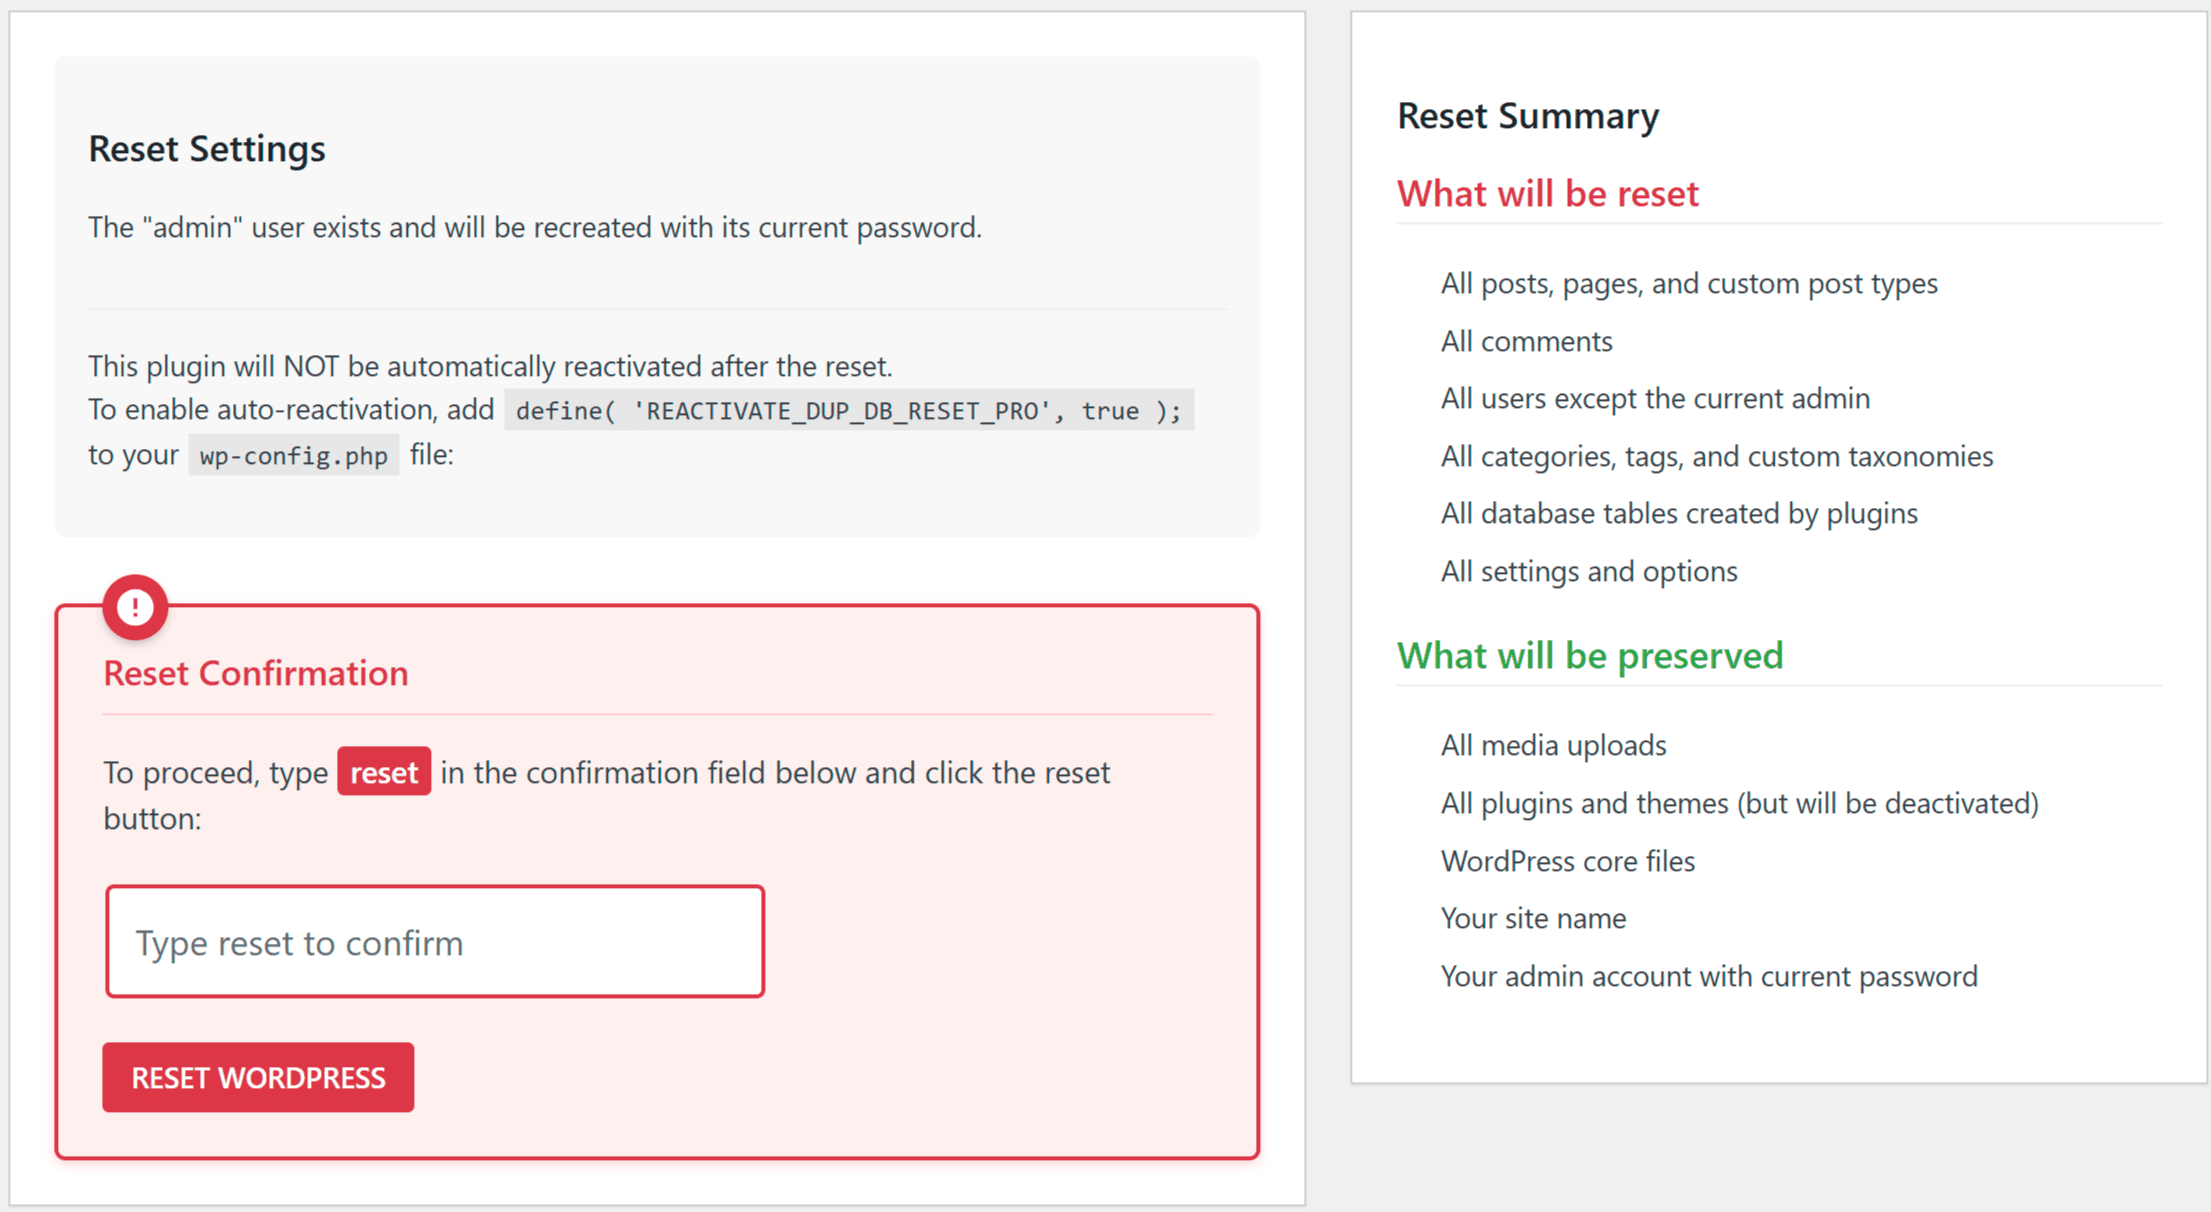 Reset Settings
The "admin" user exists and will be recreated with its current password.
This plugin will NOT be automatically reactivated after the reset.
To enable auto-reactivation, add define( 'REACTIVATE_DUP_DB_RESET_PRO', true );
to your wp-config.php file:
Reset Confirmation
To proceed, type reset in the confirmation field below and click the reset
button:
Type reset to confirm
RESET WORDPRESS
Reset Summary
What will be reset
All posts, pages, and custom post types
All comments
All users except the current admin
All categories, tags, and custom taxonomies
All database tables created by plugins
All settings and options
What will be preserved
All media uploads
All plugins and themes (but will be deactivated)
WordPress core files
Your site name
Your admin account with current password